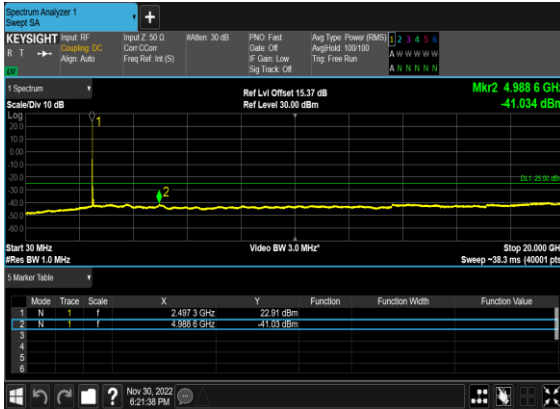 Spectrum Analyzer 1
Swept SA
+
KEYSIGHT Input: RF Input Z: 50 Ω #Atten: 30 dB PNO: Fast Avg Type: Power (RMS) 1 2 3 4 5 6
R T Coupling: DC Corr CCorr Gate: Off Avg|Hold: 100/100 A W W W W W
Align: Auto Freq Ref: Int (S) IF Gain: Low Trig: Free Run
Sig Track: Off A N N N N N
1 Spectrum
Ref Lvl Offset 15.37 dB Mkr2 4.988 6 GHz
Scale/Div 10 dB Ref Level 30.00 dBm -41.034 dBm
Log
20.0
10.0
0.00
-10.0
-20.0
-30.0
-40.0
-50.0
-60.0
1
2
Start 30 MHz Video BW 3.0 MHz* Stop 20.000 GH
#Res BW 1.0 MHz Sweep ~38.3 ms (40001 pts
5 Marker Table
Mode Trace Scale X Y Function Function Width Function Value
1 N 1 f 2.497 3 GHz 22.91 dBm
2 N 1 f 4.988 6 GHz -41.03 dBm
3
4
5
6
? Nov 30, 2022
6:21:38 PM